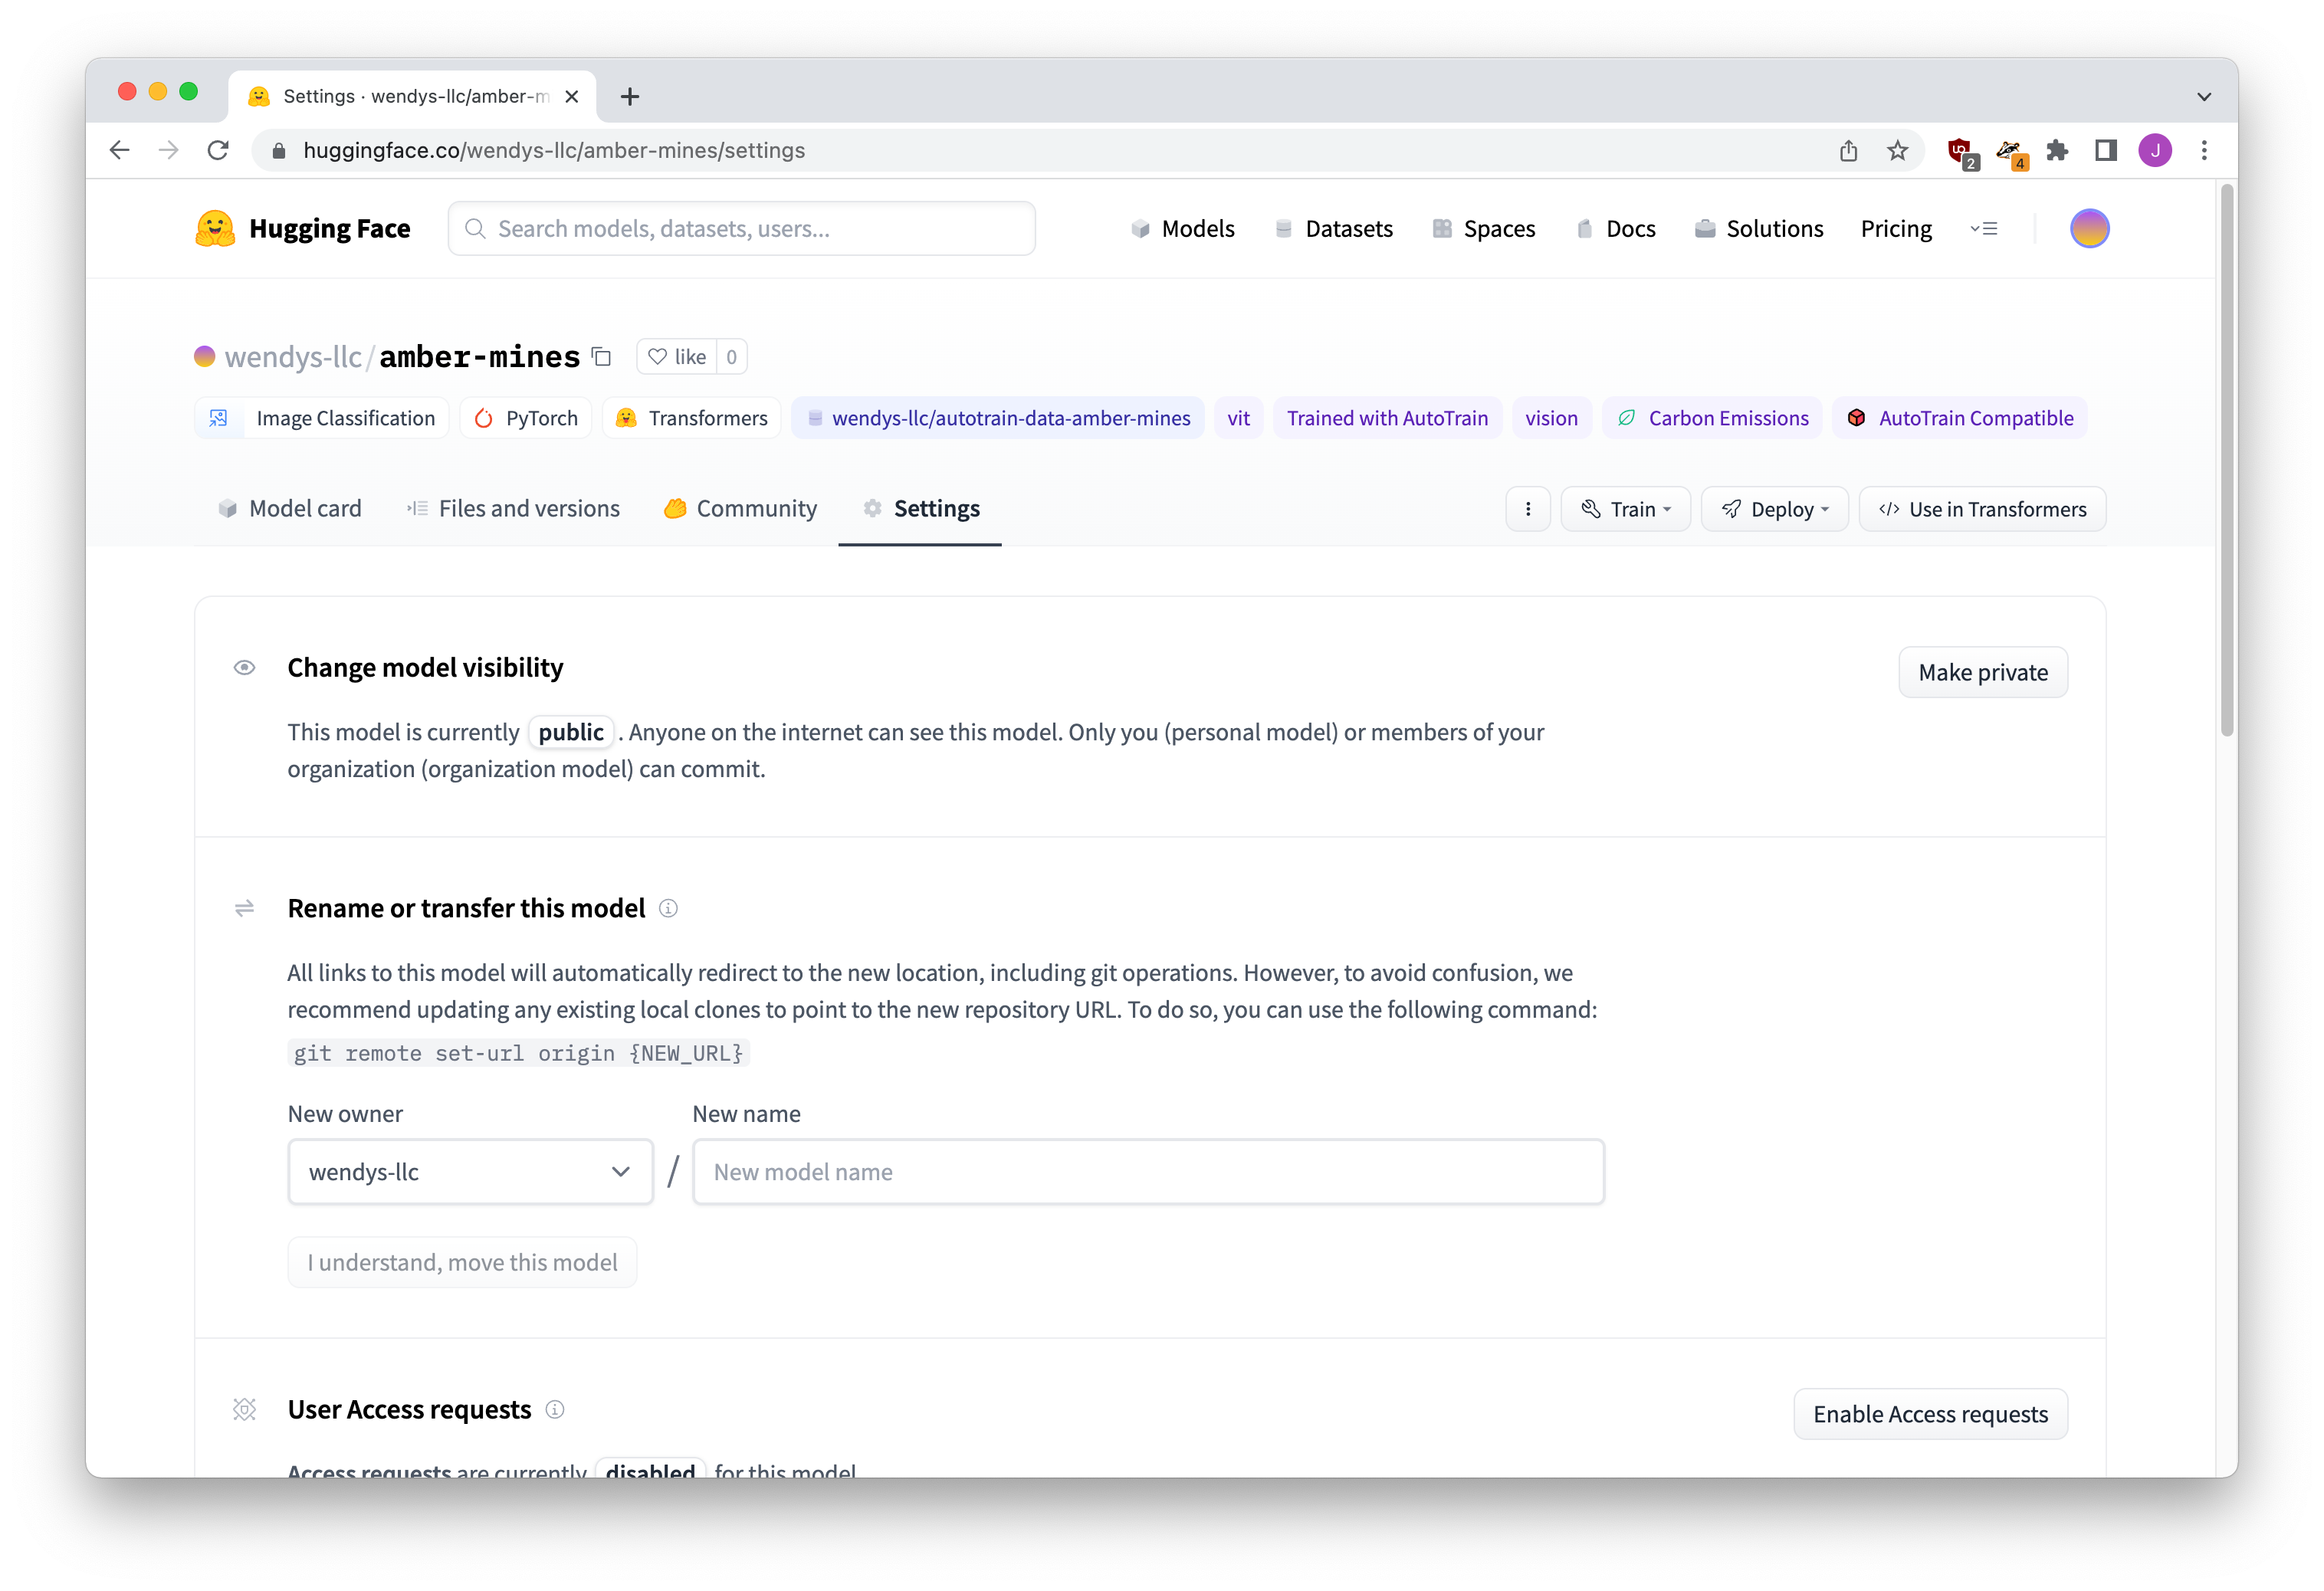 Settings · wendys-llc/amber-m
huggingface.co/wendys-llc/amber-mines/settings
2
4
J
Hugging Face
Search models, datasets, users...
Models
Datasets
Spaces
Docs
Solutions
Pricing
wendys-llc/amber-mines
like 0
Image Classification
PyTorch
Transformers
wendys-llc/autotrain-data-amber-mines
vit
Trained with AutoTrain
vision
Carbon Emissions
AutoTrain Compatible
Model card
Files and versions
Community
Settings
Train
Deploy
</> Use in Transformers
Change model visibility
Make private
This model is currently public . Anyone on the internet can see this model. Only you (personal model) or members of your
organization (organization model) can commit.
Rename or transfer this model
All links to this model will automatically redirect to the new location, including git operations. However, to avoid confusion, we
recommend updating any existing local clones to point to the new repository URL. To do so, you can use the following command:
git remote set-url origin {NEW_URL}
New owner
New name
wendys-llc
/
New model name
I understand, move this model
User Access requests
Enable Access requests
Access requests are currently disabled for this model